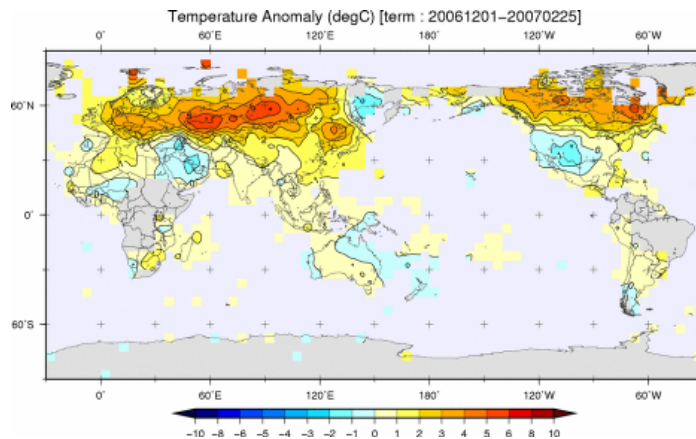 Temperature Anomaly (degC) [term : 20061201−20070225]
0° 60°E 120°E 180° 120°W 60°W
60°N
0°
60°S
0° 60°E 120°E 180° 120°W 60°W
−10 −8 −6 −5 −4 −3 −2 −1 0 1 2 3 4 5 6 8 10